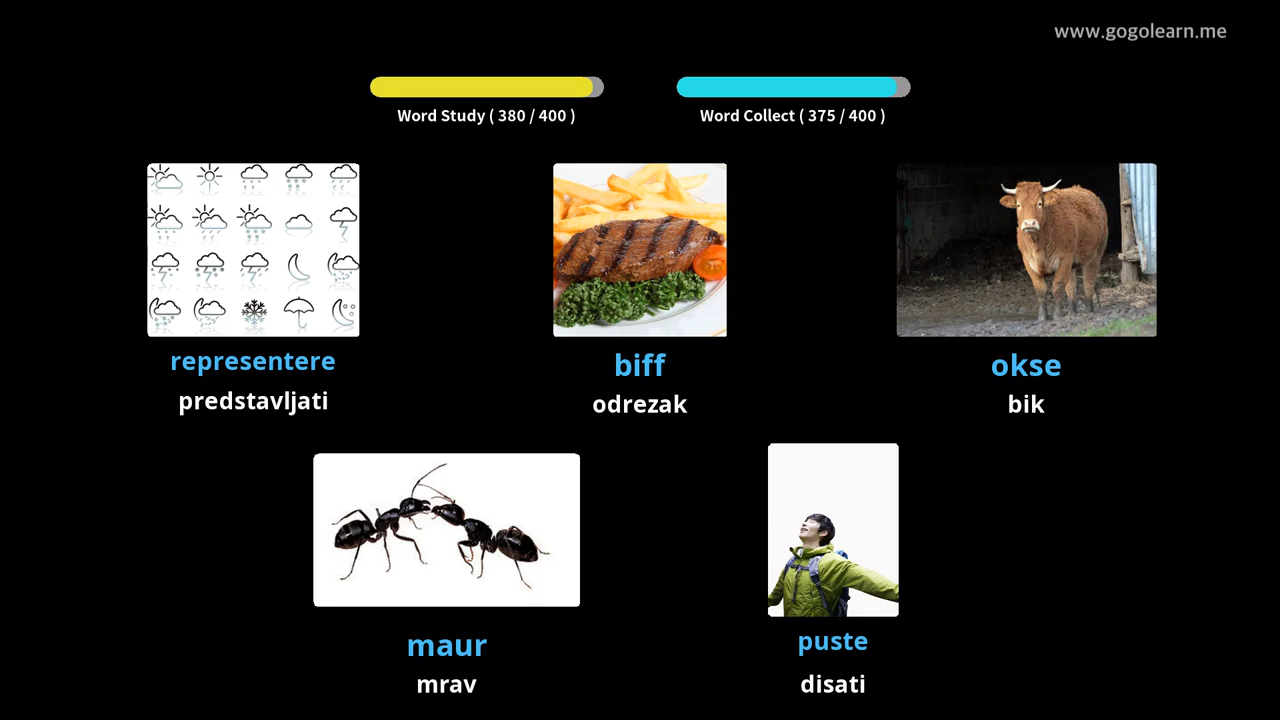 www.gogolearn.me
Word Study ( 380 / 400 )
Word Collect ( 375 / 400 )
representere
predstavljati
biff
odrezak
okse
bik
maur
mrav
puste
disati